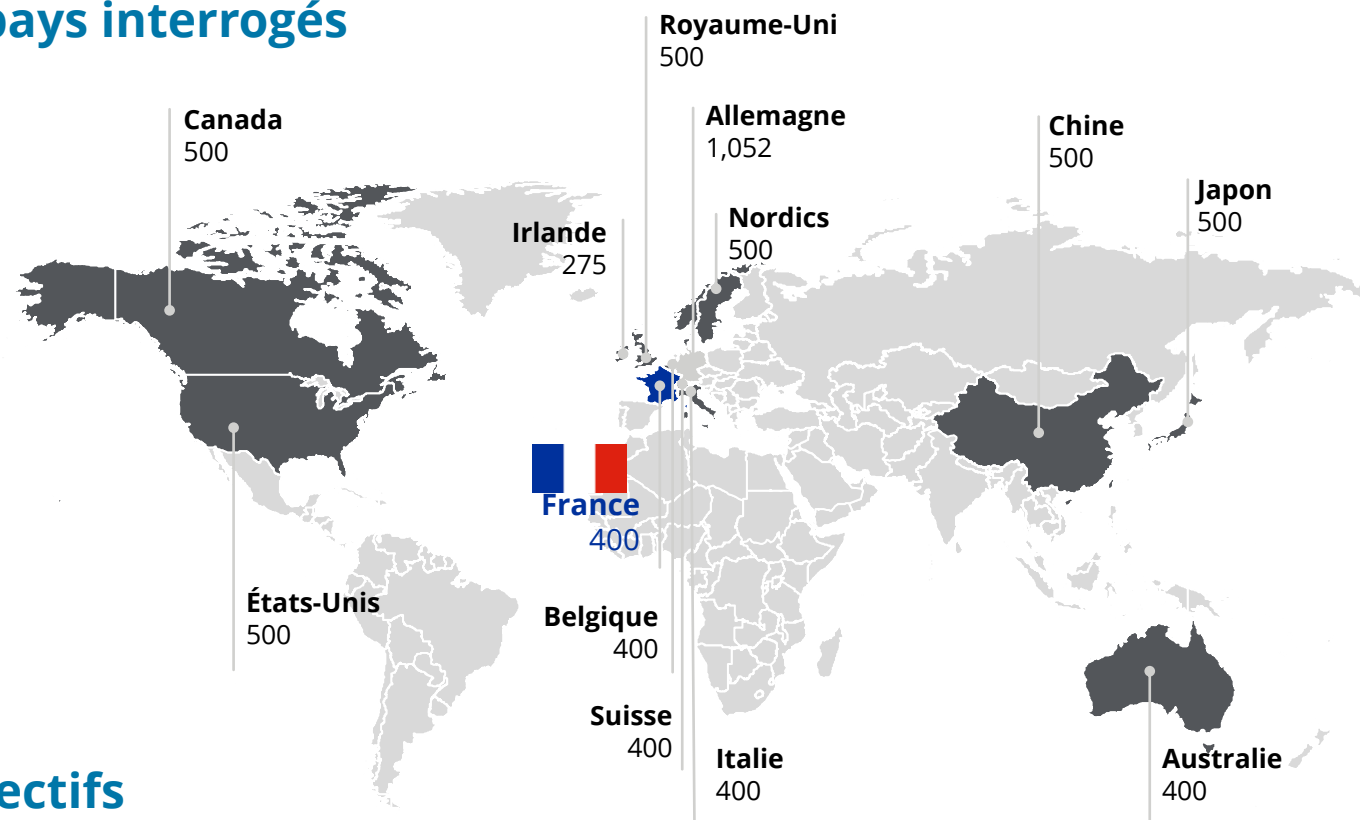 pays interrogés
Royaume-Uni
500
Canada
500
Allemagne
1,052
Chine
500
Japon
500
Nordics
500
Irlande
275
France
400
États-Unis
500
Belgique
400
Suisse
400
Italie
400
Australie
400
ectifs